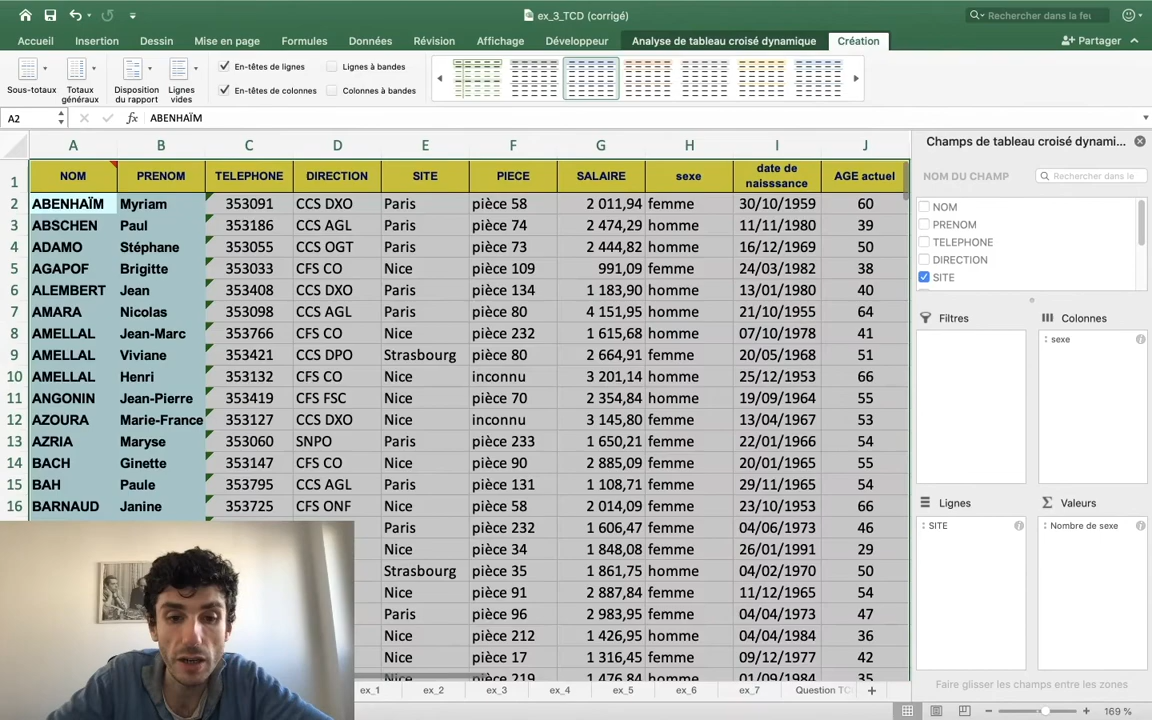 ex_3_TCD (corrigé)
Rechercher dans la feu
Accueil Insertion Dessin Mise en page Formules Données Révision Affichage Développeur Analyse de tableau croisé dynamique Création Partager
Sous-totaux
Totaux généraux
Disposition du rapport
Lignes vides
En-têtes de lignes Lignes à bandes
En-têtes de colonnes Colonnes à bandes
A2 fx ABENHAÏM
A B C D E F G H I J
1 NOM PRENOM TELEPHONE DIRECTION SITE PIECE SALAIRE sexe date de naisssance AGE actuel
2 ABENHAÏM Myriam 353091 CCS DXO Paris pièce 58 2 011,94 femme 30/10/1959 60
3 ABSCHEN Paul 353186 CCS AGL Paris pièce 74 2 474,29 homme 11/11/1980 39
4 ADAMO Stéphane 353055 CCS OGT Paris pièce 73 2 444,82 homme 16/12/1969 50
5 AGAPOF Brigitte 353033 CFS CO Nice pièce 109 991,09 femme 24/03/1982 38
6 ALEMBERT Jean 353408 CCS DXO Paris pièce 134 1 183,90 homme 13/01/1980 40
7 AMARA Nicolas 353098 CCS AGL Paris pièce 80 4 151,95 homme 21/10/1955 64
8 AMELLAL Jean-Marc 353766 CFS CO Nice pièce 232 1 615,68 homme 07/10/1978 41
9 AMELLAL Viviane 353421 CCS DPO Strasbourg pièce 80 2 664,91 femme 20/05/1968 51
10 AMELLAL Henri 353132 CFS CO Nice inconnu 3 201,14 homme 25/12/1953 66
11 ANGONIN Jean-Pierre 353419 CFS FSC Nice pièce 70 2 354,84 homme 19/09/1964 55
12 AZOURA Marie-France 353127 CCS DXO Nice inconnu 3 145,80 femme 13/04/1967 53
13 AZRIA Maryse 353060 SNPO Paris pièce 233 1 650,21 femme 22/01/1966 54
14 BACH Ginette 353147 CFS CO Nice pièce 90 2 885,09 femme 20/01/1965 55
15 BAH Paule 353795 CCS AGL Paris pièce 131 1 108,71 femme 29/11/1965 54
16 BARNAUD Janine 353725 CFS ONF Nice pièce 58 2 014,09 femme 23/10/1953 66
Paris pièce 232 1 606,47 femme 04/06/1973 46
Nice pièce 34 1 848,08 femme 26/01/1991 29
Strasbourg pièce 35 1 861,75 femme 04/02/1970 50
Nice pièce 91 2 887,84 femme 11/12/1965 54
Paris pièce 96 2 983,95 femme 04/04/1973 47
Nice pièce 212 1 426,95 homme 04/04/1984 36
Nice pièce 17 1 316,45 femme 09/12/1977 42
Nice pièce 219 1 476,84 homme 01/09/1984 35
ex_1 ex_2 ex_3 ex_4 ex_5 ex_6 ex_7 Question TC
Champs de tableau croisé dynami...
NOM DU CHAMP Rechercher dans le
NOM
PRENOM
TELEPHONE
DIRECTION
SITE
Filtres Colonnes
sexe
Lignes Valeurs
SITE Nombre de sexe
Faire glisser les champs entre les zones
169 %